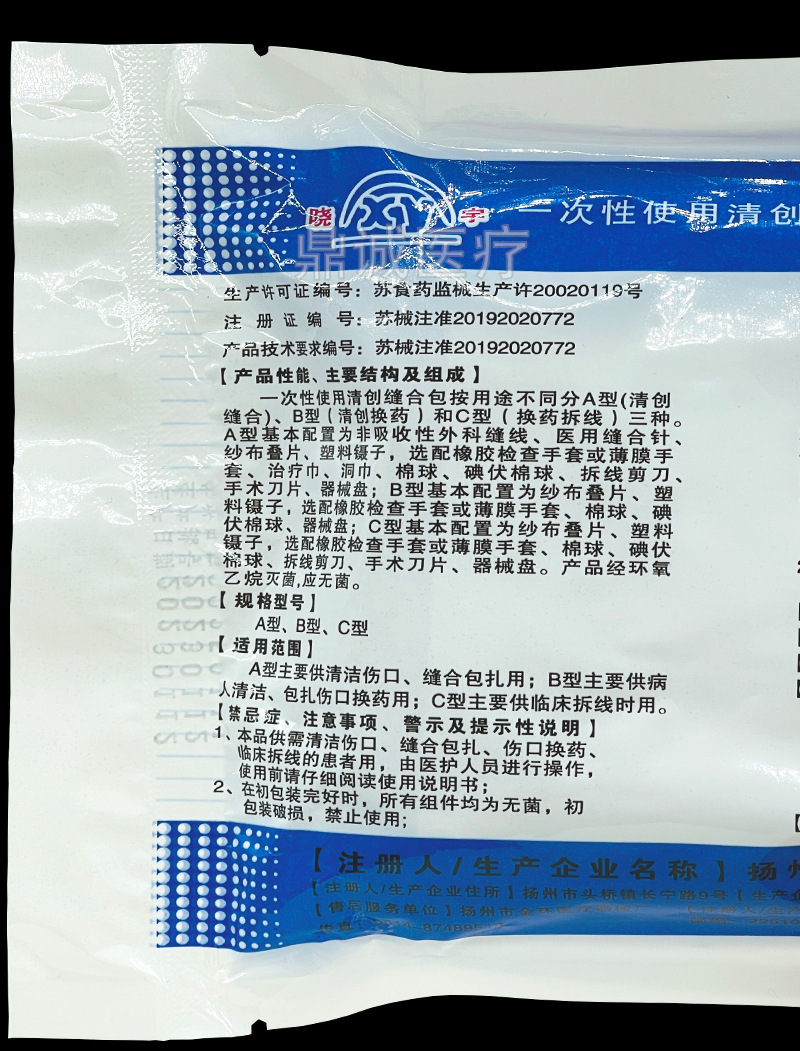 晓 XY 宇 一次性使用清创
鼎诚医疗
生产许可证编号：苏食药监械生产许20020119号
注册证编号：苏械注准20192020772
产品技术要求编号：苏械注准20192020772
【产品性能、主要结构及组成】
一次性使用清创缝合包按用途不同分A型(清创
缝合)、B型（清创换药）和C型（换药拆线）三种。
A型基本配置为非吸收性外科缝线、医用缝合针、
纱布叠片、塑料镊子，选配橡胶检查手套或薄膜手
套、治疗巾、洞巾、棉球、碘伏棉球、拆线剪刀、
手术刀片、器械盘；B型基本配置为纱布叠片、塑
料镊子，选配橡胶检查手套或薄膜手套、棉球、碘
伏棉球、器械盘；C型基本配置为纱布叠片、塑料
镊子，选配橡胶检查手套或薄膜手套、棉球、碘伏
棉球、拆线剪刀、手术刀片、器械盘。产品经环氧
乙烷灭菌,应无菌。
【规格型号】
A型、B型、C型
【适用范围】
A型主要供清洁伤口、缝合包扎用；B型主要供病
人清洁、包扎伤口换药用；C型主要供临床拆线时用。
【禁忌症、注意事项、警示及提示性说明】
1、本品供需清洁伤口、缝合包扎、伤口换药、
临床拆线的患者用，由医护人员进行操作，
使用前请仔细阅读使用说明书；
2、在初包装完好时，所有组件均为无菌，初
包装破损，禁止使用；
【注册人/生产企业名称】扬州
【注册人/生产企业住所】扬州市头桥镇长宁路9号【生产企
【售后服务单位】扬州市